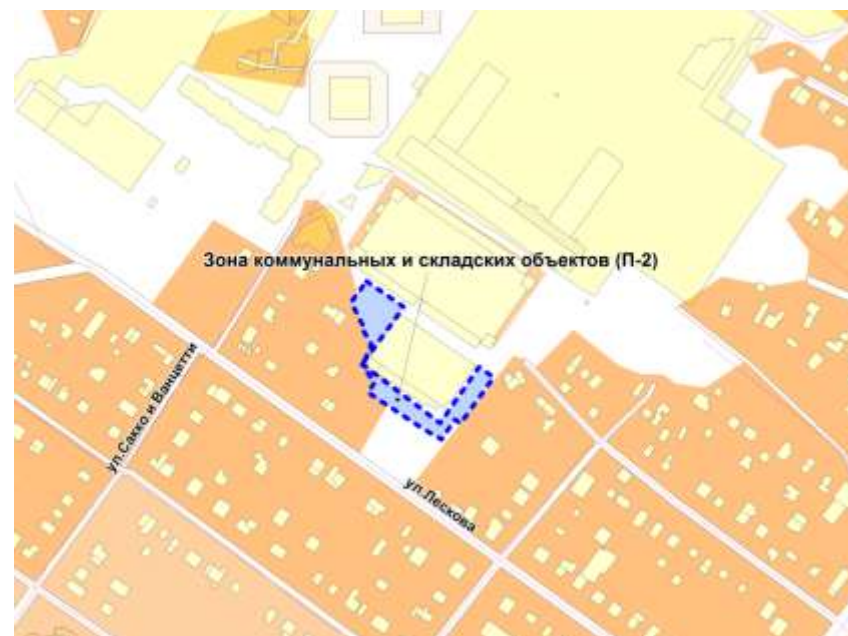 Зона коммунальных и складских объектов (П-2)
ул.Сакко и Ванцетти
ул.Лескова